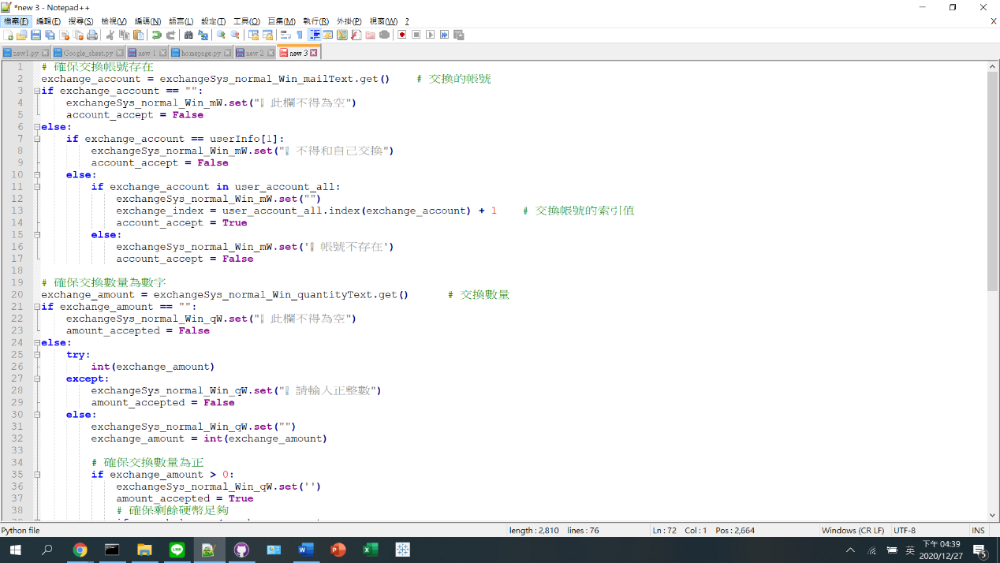 *new 3 - Notepad++
檔案(F) 編輯(E) 搜尋(S) 檢視(V) 編碼(N) 語言(L) 設定(T) 工具(O) 巨集(M) 執行(R) 外掛(P) 視窗(W) ? X
new1.py Google_sheet.py new 1 homepage.py new 2 new 3
1 # 確保交換帳號存在
2 exchange_account = exchangeSys_normal_Win_mailText.get() # 交換的帳號
3 if exchange_account == "":
4 exchangeSys_normal_Win_mW.set("❗ 此欄不得為空")
5 account_accept = False
6 else:
7 if exchange_account == userInfo[1]:
8 exchangeSys_normal_Win_mW.set("❗ 不得和自己交換")
9 account_accept = False
10 else:
11 if exchange_account in user_account_all:
12 exchangeSys_normal_Win_mW.set("")
13 exchange_index = user_account_all.index(exchange_account) + 1 # 交換帳號的索引值
14 account_accept = True
15 else:
16 exchangeSys_normal_Win_mW.set('❗ 帳號不存在')
17 account_accept = False
18
19 # 確保交換數量為數字
20 exchange_amount = exchangeSys_normal_Win_quantityText.get() # 交換數量
21 if exchange_amount == "":
22 exchangeSys_normal_Win_qW.set("❗ 此欄不得為空")
23 amount_accepted = False
24 else:
25 try:
26 int(exchange_amount)
27 except:
28 exchangeSys_normal_Win_qW.set("❗ 請輸入正整數")
29 amount_accepted = False
30 else:
31 exchangeSys_normal_Win_qW.set("")
32 exchange_amount = int(exchange_amount)
33
34 # 確保交換數量為正
35 if exchange_amount > 0:
36 exchangeSys_normal_Win_qW.set('')
37 amount_accepted = True
38 # 確保剩餘硬幣足夠
Python file length : 2,810 lines : 76 Ln : 72 Col : 1 Pos : 2,664 Windows (CR LF) UTF-8 INS
英 下午 04:39
2020/12/27 5